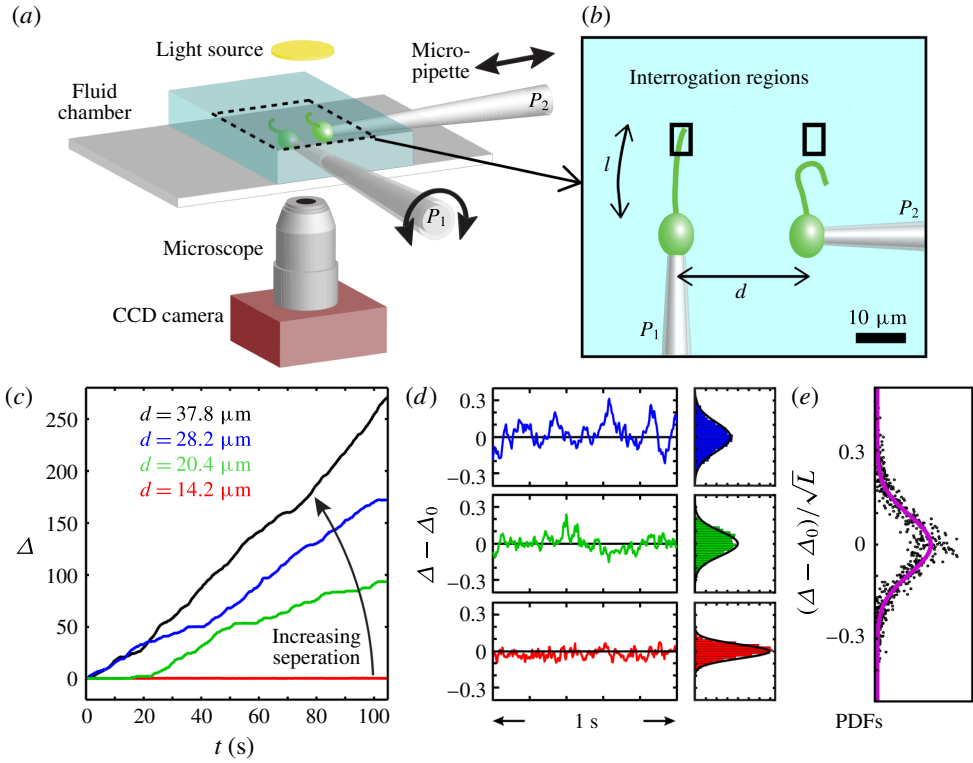 (a)
Light source
Fluid
chamber
Micro-
pipette
P2
P1
Microscope
CCD camera
(b)
Interrogation regions
l
P2
d
P1
10 μm
(c)
250
200
150
100
50
0
Δ
d = 37.8 μm
d = 28.2 μm
d = 20.4 μm
d = 14.2 μm
Increasing
seperation
0 20 40 60 80 100
t (s)
(d)
0.3
0
−0.3
0.3
0
−0.3
0.3
0
−0.3
Δ − Δ0
1 s
(e)
(Δ − Δ0)/√L
0.3
0
−0.3
PDFs